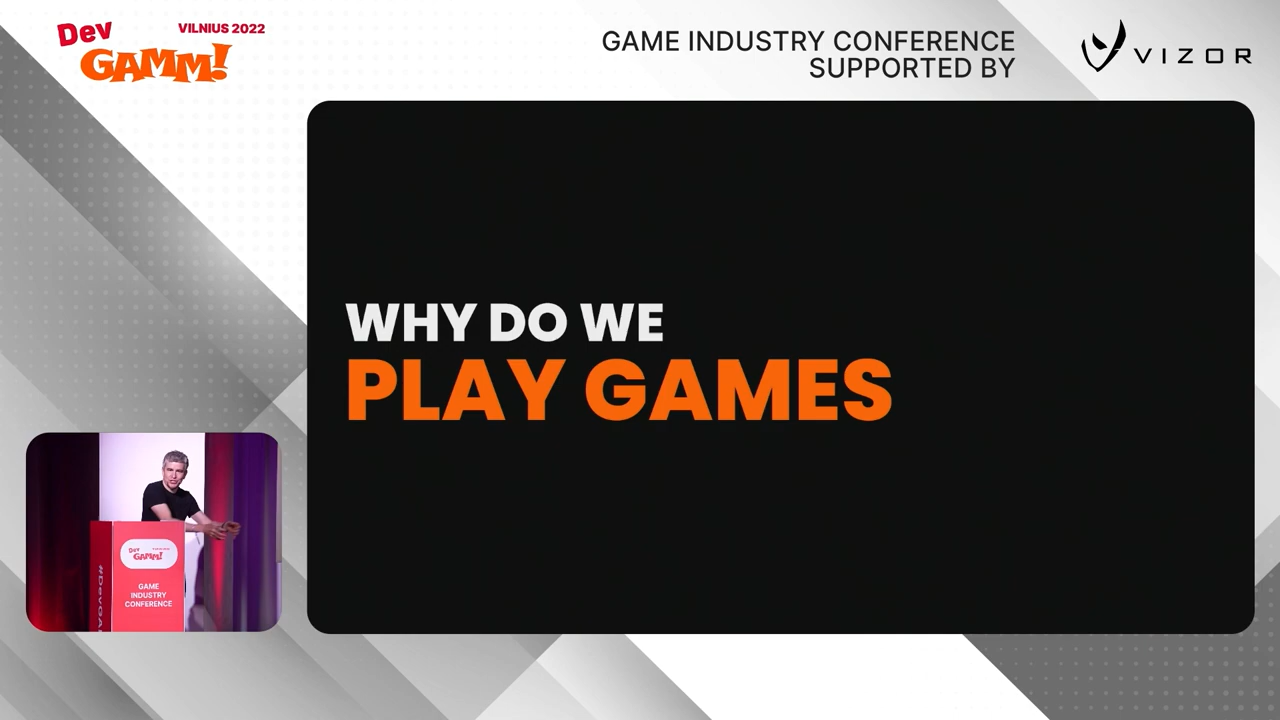 Dev
GAMM!
VILNIUS 2022
GAME INDUSTRY CONFERENCE
SUPPORTED BY
VIZOR
WHY DO WE
PLAY GAMES
Dev
GAMM!
GAME
INDUSTRY
CONFERENCE